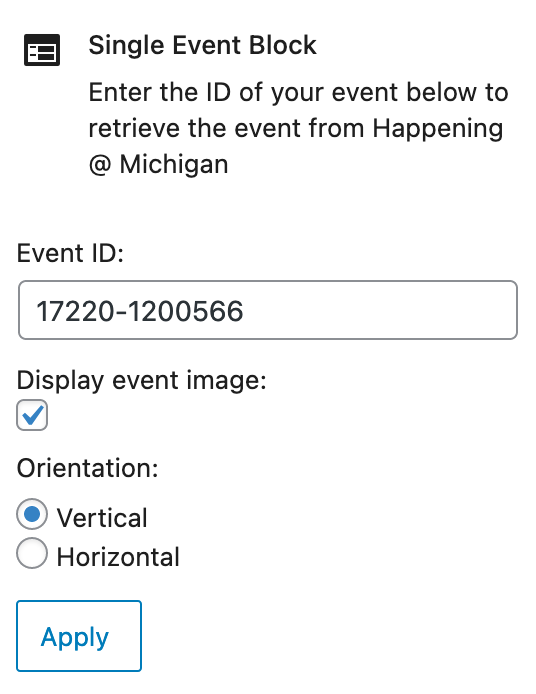 Single Event Block
Enter the ID of your event below to
retrieve the event from Happening
@ Michigan
Event ID:
17220-1200566
Display event image:
Orientation:
Vertical
Horizontal
Apply